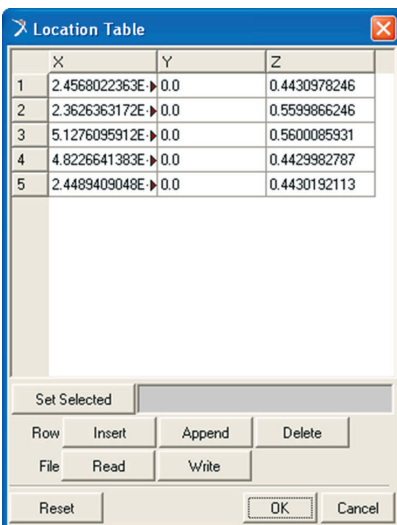 Location Table
X Y Z
1 2.4568022363E- 0.0 0.4430978246
2 2.3626363172E- 0.0 0.5599866246
3 5.1276095912E- 0.0 0.5600085931
4 4.8226641383E- 0.0 0.4429982787
5 2.4489409048E- 0.0 0.4430192113
Set Selected
Row Insert Append Delete
File Read Write
Reset OK Cancel